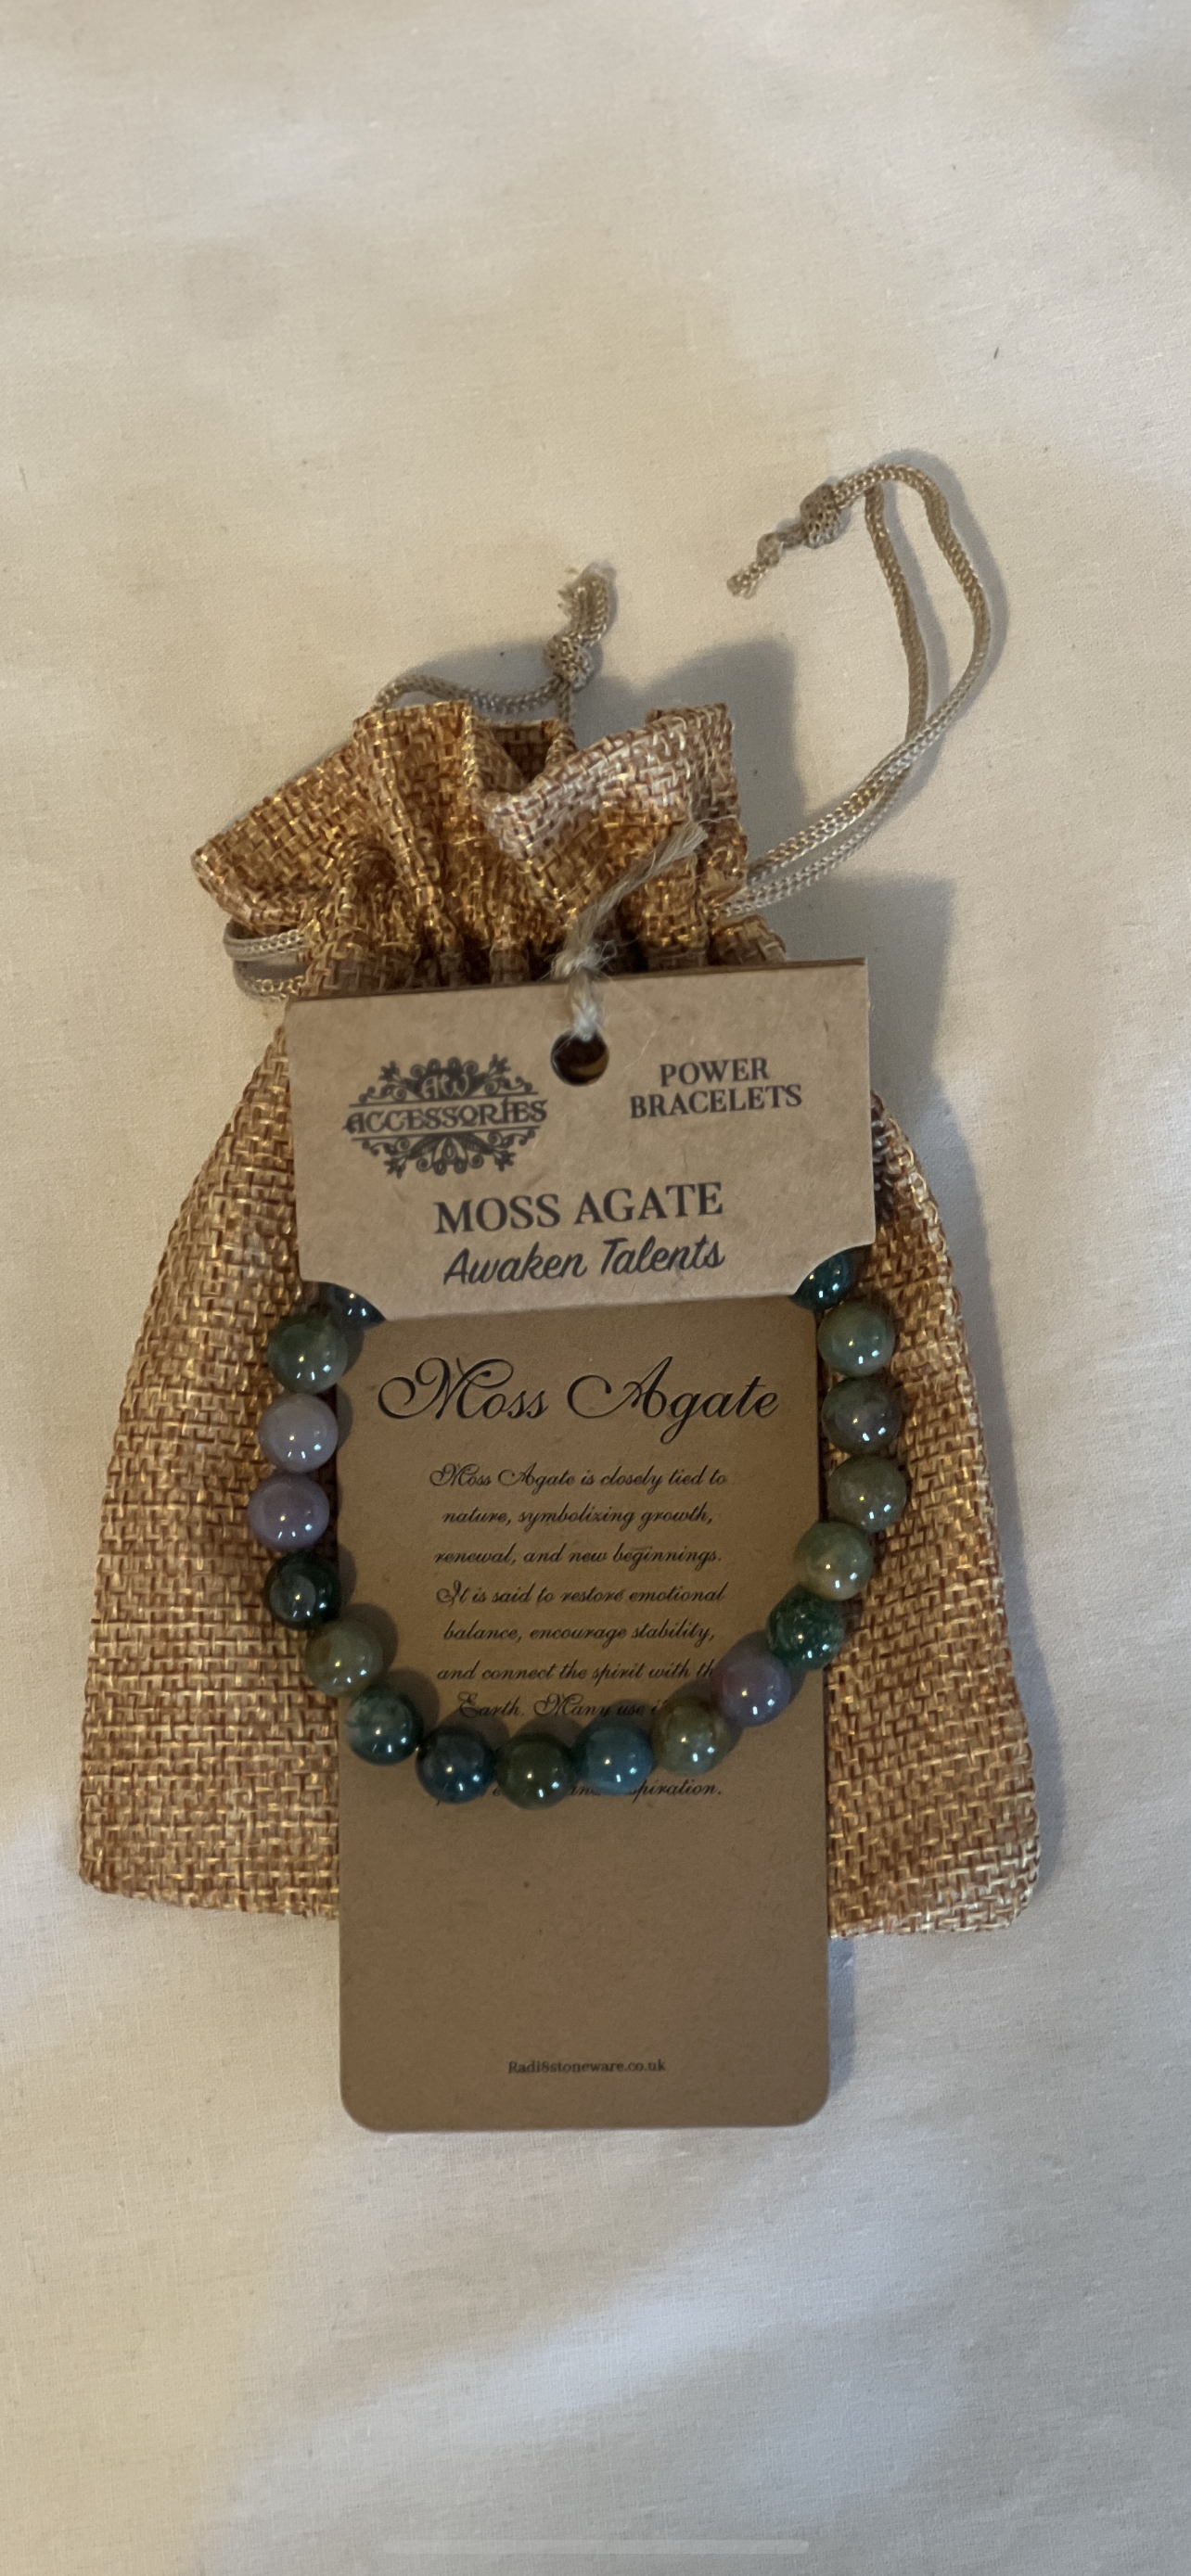 AW
ACCESSORIES
POWER
BRACELETS
MOSS AGATE
Awaken Talents
Moss Agate
Moss Agate is closely tied to
nature, symbolizing growth,
renewal, and new beginnings.
It is said to restore emotional
balance, encourage stability,
and connect the spirit with
Earth. Many use
Radi8stoneware.co.uk